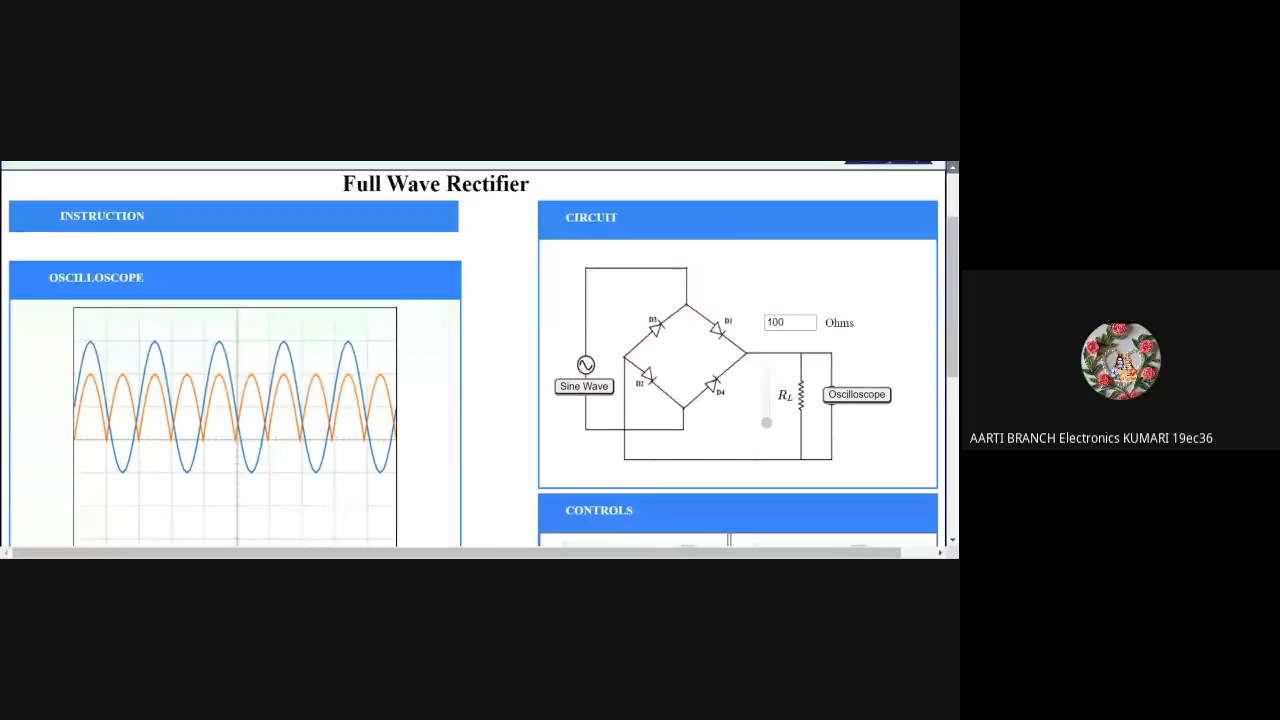 Full Wave Rectifier
INSTRUCTION
CIRCUIT
OSCILLOSCOPE
D3
D1
100 Ohms
Sine Wave
D2
D4
RL
Oscilloscope
CONTROLS
AARTI BRANCH Electronics KUMARI 19ec36